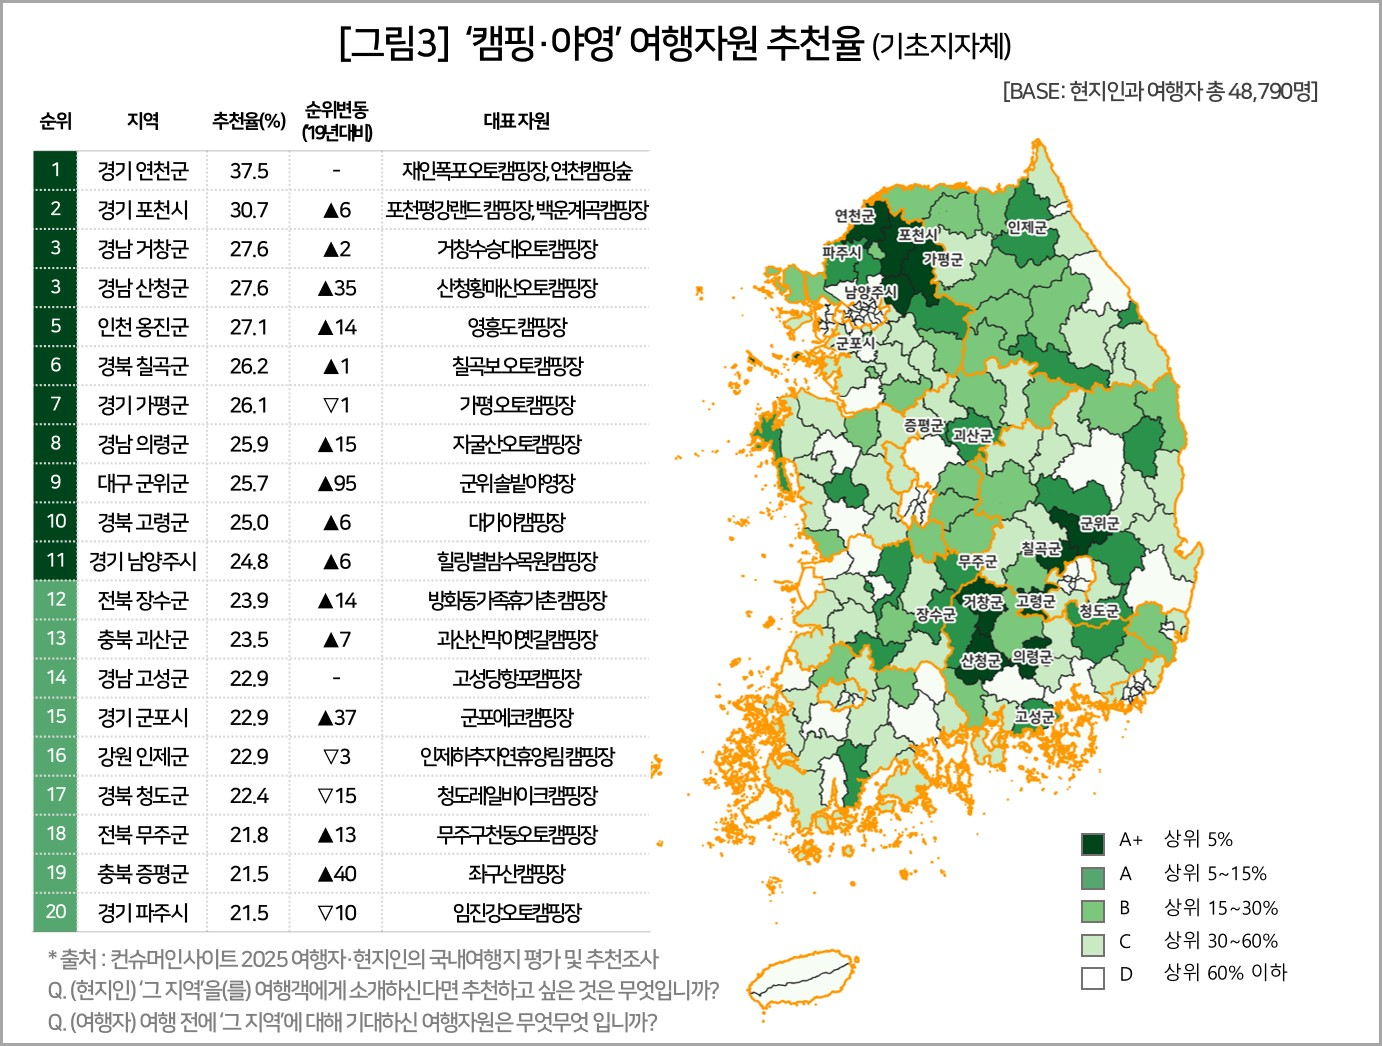 [그림3] ‘캠핑·야영’ 여행자원 추천율 (기초지자체)
[BASE: 현지인과 여행자 총 48,790명]
순위 지역 추천율(%) 순위변동 (19년대비) 대표 자원
1 경기 연천군 37.5 - 재인폭포오토캠핑장, 연천캠핑숲
2 경기 포천시 30.7 ▲6 포천평강랜드 캠핑장, 백운계곡캠핑장
3 경남 거창군 27.6 ▲2 거창수승대오토캠핑장
3 경남 산청군 27.6 ▲35 산청황매산오토캠핑장
5 인천 옹진군 27.1 ▲14 영흥도 캠핑장
6 경북 칠곡군 26.2 ▲1 칠곡보 오토캠핑장
7 경기 가평군 26.1 ▽1 가평 오토캠핑장
8 경남 의령군 25.9 ▲15 자굴산오토캠핑장
9 대구 군위군 25.7 ▲95 군위 솔밭야영장
10 경북 고령군 25.0 ▲6 대가야캠핑장
11 경기 남양주시 24.8 ▲6 힐링별밤수목원캠핑장
12 전북 장수군 23.9 ▲14 방화동가족휴가촌 캠핑장
13 충북 괴산군 23.5 ▲7 괴산산막이옛길캠핑장
14 경남 고성군 22.9 - 고성당항포캠핑장
15 경기 군포시 22.9 ▲37 군포에코캠핑장
16 강원 인제군 22.9 ▽3 인제하추자연휴양림 캠핑장
17 경북 청도군 22.4 ▽15 청도레일바이크캠핑장
18 전북 무주군 21.8 ▲13 무주구천동오토캠핑장
19 충북 증평군 21.5 ▲40 좌구산캠핑장
20 경기 파주시 21.5 ▽10 임진강오토캠핑장
연천군
포천시
인제군
파주시
가평군
남양주시
군포시
증평군
괴산군
군위군
칠곡군
무주군
거창군
고령군
장수군
청도군
산청군
의령군
고성군
A+ 상위 5%
A 상위 5~15%
B 상위 15~30%
C 상위 30~60%
D 상위 60% 이하
* 출처 : 컨슈머인사이트 2025 여행자·현지인의 국내여행지 평가 및 추천조사
Q. (현지인) ‘그 지역’을(를) 여행객에게 소개하신다면 추천하고 싶은 것은 무엇입니까?
Q. (여행자) 여행 전에 ‘그 지역’에 대해 기대하신 여행자원은 무엇무엇 입니까?